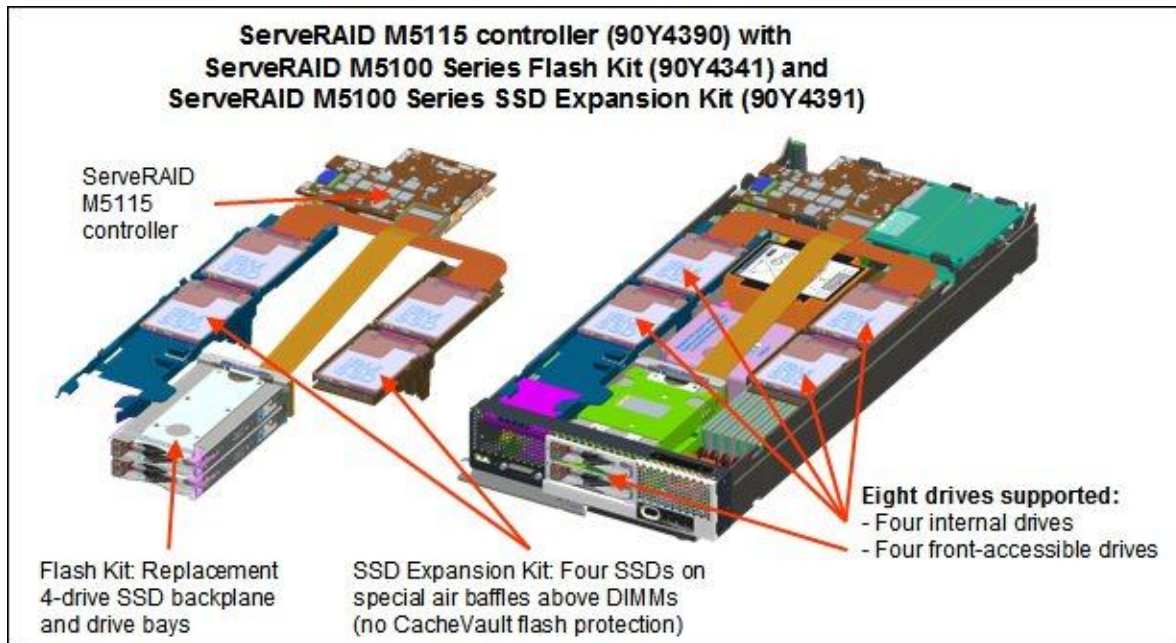 ServeRAID M5115 controller (90Y4390) with
ServeRAID M5100 Series Flash Kit (90Y4341) and
ServeRAID M5100 Series SSD Expansion Kit (90Y4391)
ServeRAID
M5115
controller
Flash Kit: Replacement
4-drive SSD backplane
and drive bays
SSD Expansion Kit: Four SSDs on
special air baffles above DIMMs
(no CacheVault flash protection)
Eight drives supported:
- Four internal drives
- Four front-accessible drives